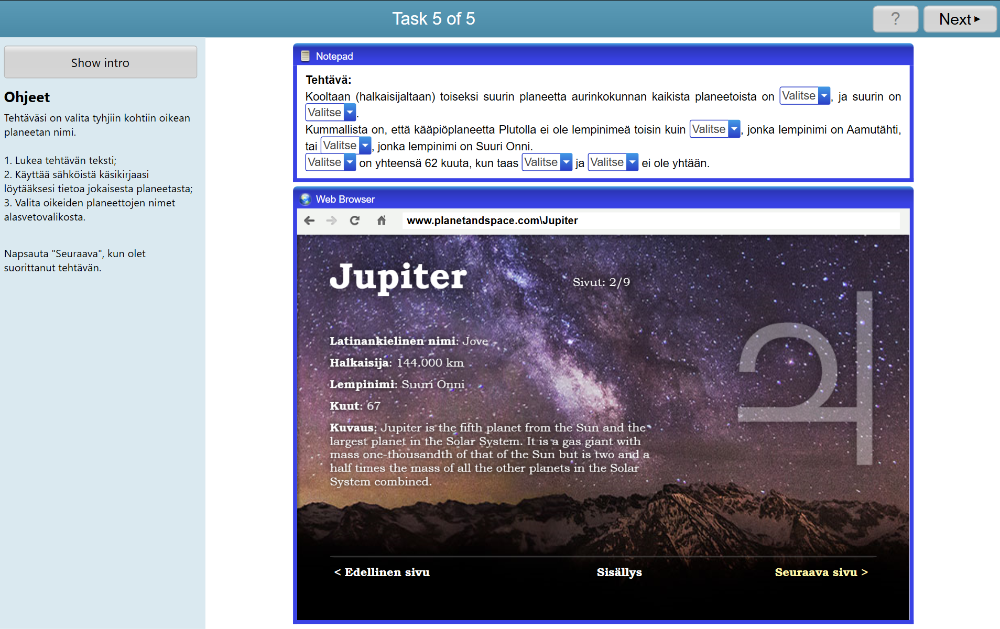 Task 5 of 5
?
Next
Show intro
Ohjeet
Tehtäväsi on valita tyhjiin kohtiin oikean
planeetan nimi.
1. Lukea tehtävän teksti;
2. Käyttää sähköistä käsikirjaasi
löytääksesi tietoa jokaisesta planeetasta;
3. Valita oikeiden planeettojen nimet
alasvetovalikosta.
Napsauta "Seuraava", kun olet
suorittanut tehtävän.
Notepad
Tehtävä:
Kooltaan (halkaisijaltaan) toiseksi suurin planeetta aurinkokunnan kaikista planeetoista on Valitse, ja suurin on
Valitse.
Kummallista on, että kääpiöplaneetta Plutolla ei ole lempinimeä toisin kuin Valitse, jonka lempinimi on Aamutähti,
tai Valitse, jonka lempinimi on Suuri Onni.
Valitse on yhteensä 62 kuuta, kun taas Valitse ja Valitse ei ole yhtään.
Web Browser
www.planetandspace.com\Jupiter
Jupiter
Sivut: 2/9
Latinankielinen nimi: Jove
Halkaisija: 144.000 km
Lempinimi: Suuri Onni
Kuut: 67
Kuvaus: Jupiter is the fifth planet from the Sun and the
largest planet in the Solar System. It is a gas giant with
mass one-thousandth of that of the Sun but is two and a
half times the mass of all the other planets in the Solar
System combined.
< Edellinen sivu
Sisällys
Seuraava sivu >